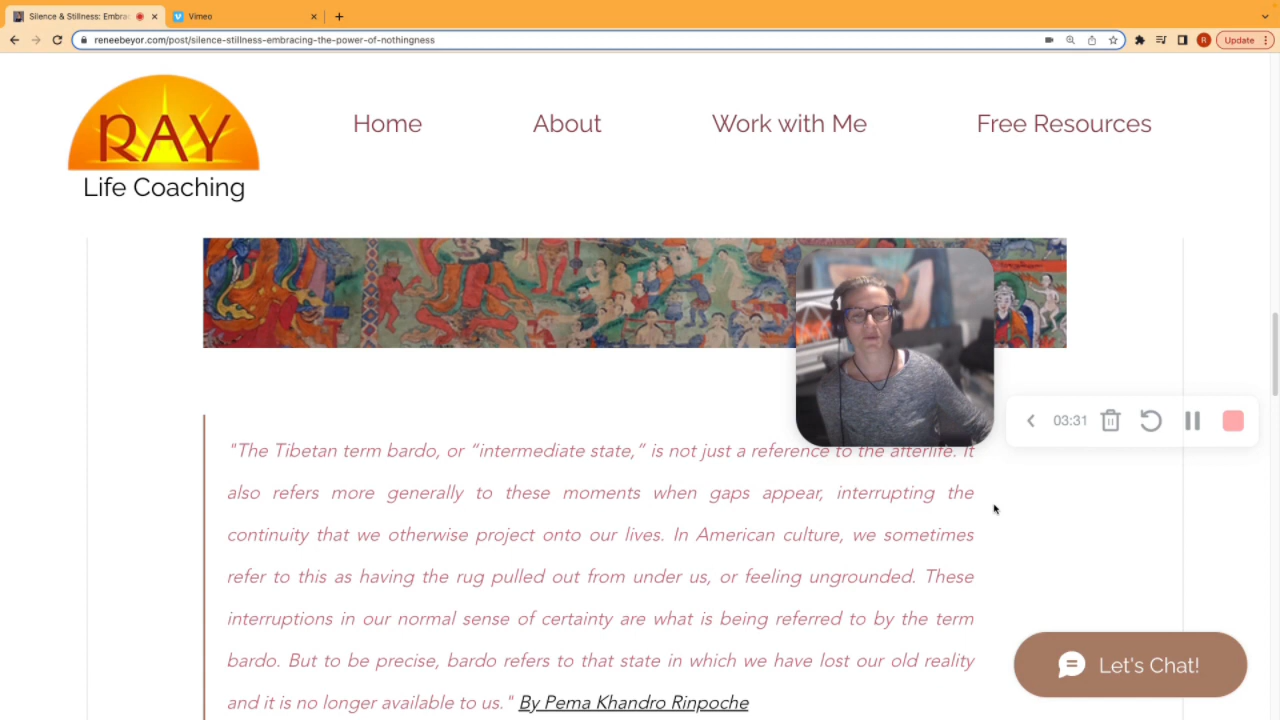 Silence & Stillness: Embrac
Vimeo
reneebeyor.com/post/silence-stillness-embracing-the-power-of-nothingness
R
Update
RAY
Life Coaching
Home
About
Work with Me
Free Resources
1
03:31
"The Tibetan term bardo, or “intermediate state,” is not just a reference to the afterlife. It
also refers more generally to these moments when gaps appear, interrupting the
continuity that we otherwise project onto our lives. In American culture, we sometimes
refer to this as having the rug pulled out from under us, or feeling ungrounded. These
interruptions in our normal sense of certainty are what is being referred to by the term
bardo. But to be precise, bardo refers to that state in which we have lost our old reality
and it is no longer available to us." By Pema Khandro Rinpoche
Let's Chat!